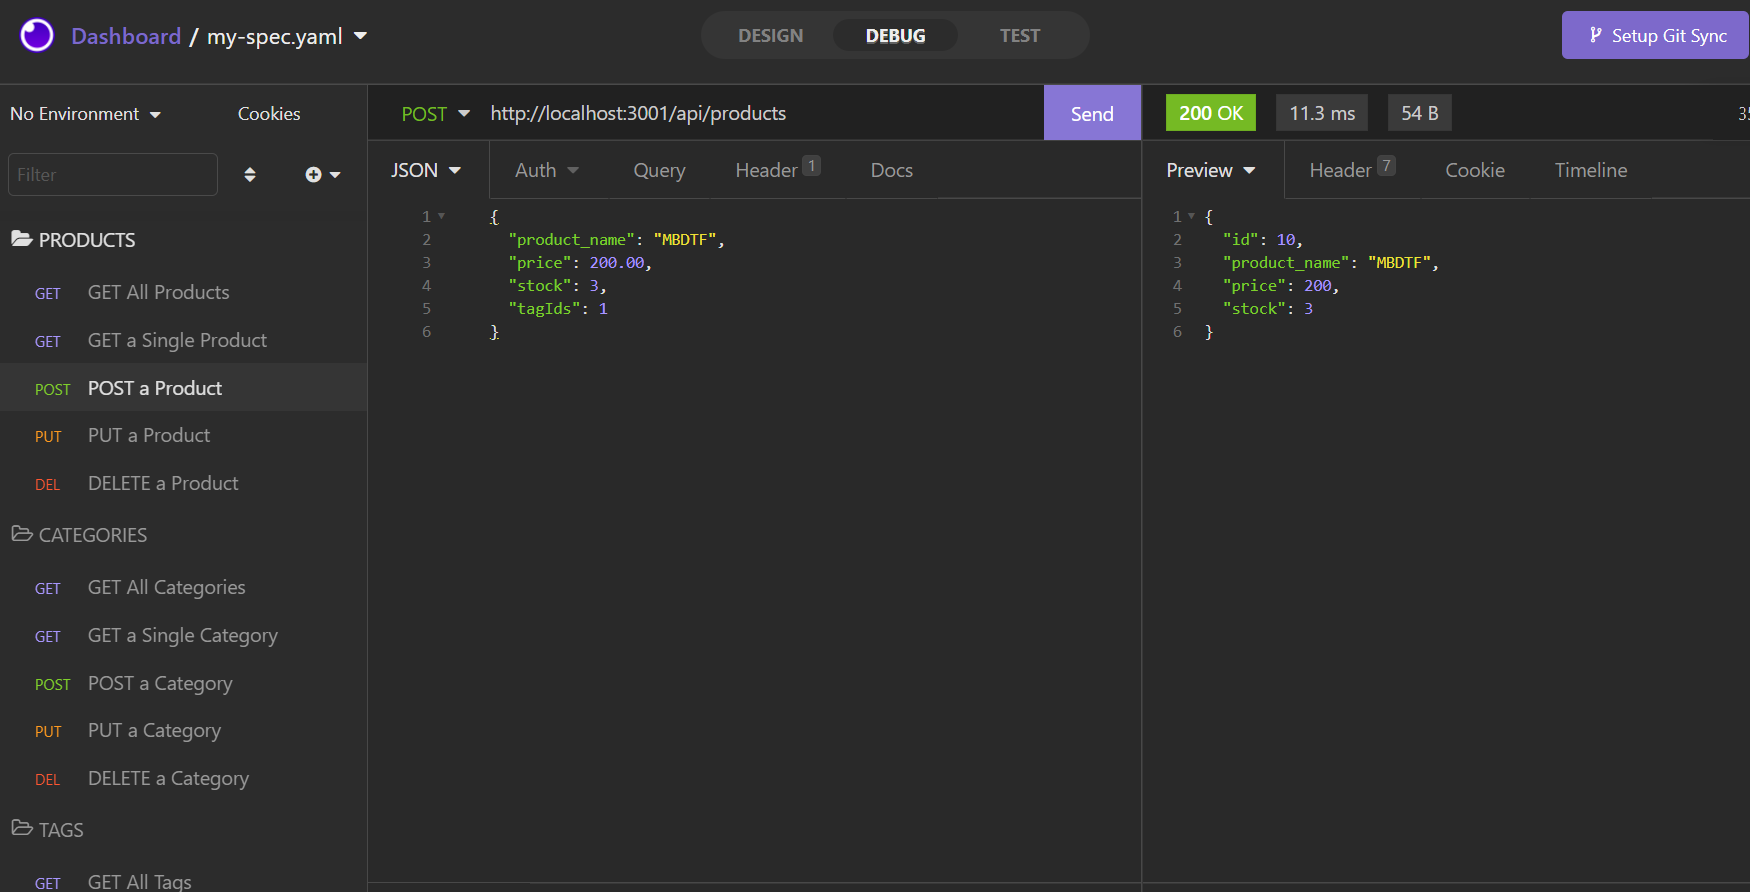 Dashboard / my-spec.yaml
DESIGN DEBUG TEST
Setup Git Sync
No Environment Cookies
Filter
PRODUCTS
GET GET All Products
GET GET a Single Product
POST POST a Product
PUT PUT a Product
DEL DELETE a Product
CATEGORIES
GET GET All Categories
GET GET a Single Category
POST POST a Category
PUT PUT a Category
DEL DELETE a Category
TAGS
GET GET All Tags
POST http://localhost:3001/api/products Send
JSON Auth Query Header 1 Docs
1 {
2 "product_name": "MBDTF",
3 "price": 200.00,
4 "stock": 3,
5 "tagIds": 1
6 }
200 OK 11.3 ms 54 B
Preview Header 7 Cookie Timeline
1 {
2 "id": 10,
3 "product_name": "MBDTF",
4 "price": 200,
5 "stock": 3
6 }